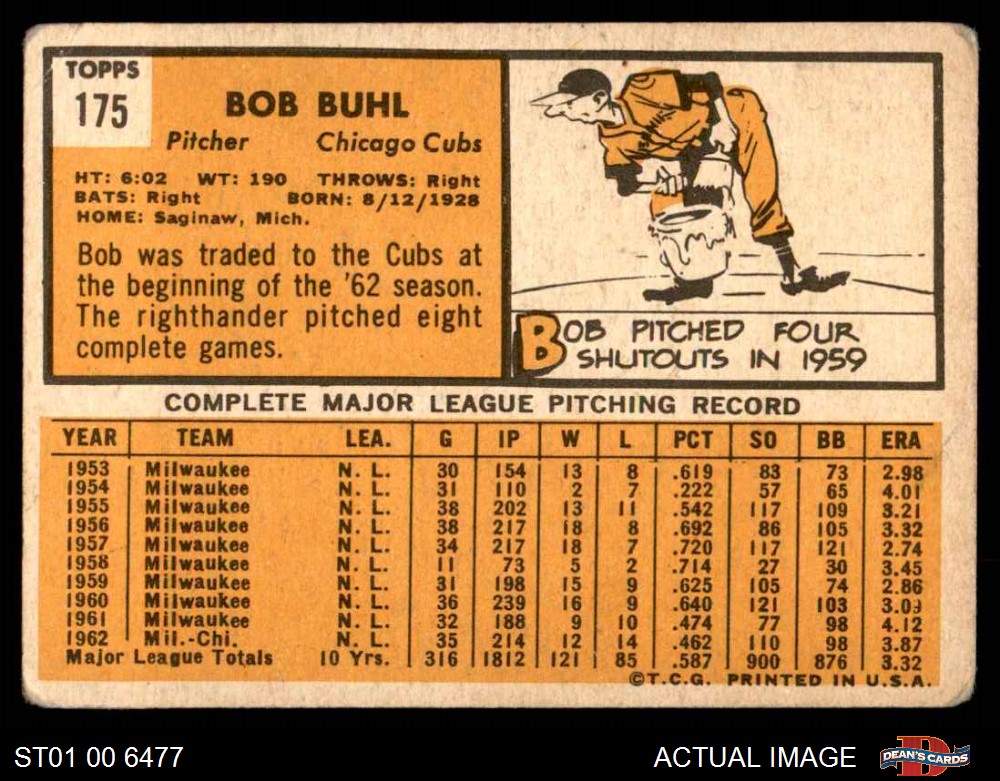 TOPPS
175
BOB BUHL
Pitcher Chicago Cubs
HT: 6:02 WT: 190 THROWS: Right
BATS: Right BORN: 8/12/1928
HOME: Saginaw, Mich.
Bob was traded to the Cubs at
the beginning of the '62 season.
The righthander pitched eight
complete games.
BOB PITCHED FOUR
SHUTOUTS IN 1959
COMPLETE MAJOR LEAGUE PITCHING RECORD
YEAR TEAM LEA. G IP W L PCT SO BB ERA
1953 Milwaukee N. L. 30 154 13 8 .619 83 73 2.98
1954 Milwaukee N. L. 31 110 2 7 .222 57 65 4.01
1955 Milwaukee N. L. 38 202 13 11 .542 117 109 3.21
1956 Milwaukee N. L. 38 217 18 8 .692 86 105 3.32
1957 Milwaukee N. L. 34 217 18 7 .720 117 121 2.74
1958 Milwaukee N. L. 11 73 5 2 .714 27 30 3.45
1959 Milwaukee N. L. 31 198 15 9 .625 105 74 2.86
1960 Milwaukee N. L. 36 239 16 9 .640 121 103 3.09
1961 Milwaukee N. L. 32 188 9 10 .474 77 98 4.12
1962 Mil.-Chi. N. L. 35 214 12 14 .462 110 98 3.87
Major League Totals 10 Yrs. 316 1812 121 85 .587 900 876 3.32
©T.C.G. PRINTED IN U.S.A.
ST01 00 6477 ACTUAL IMAGE DEAN'S CARDS